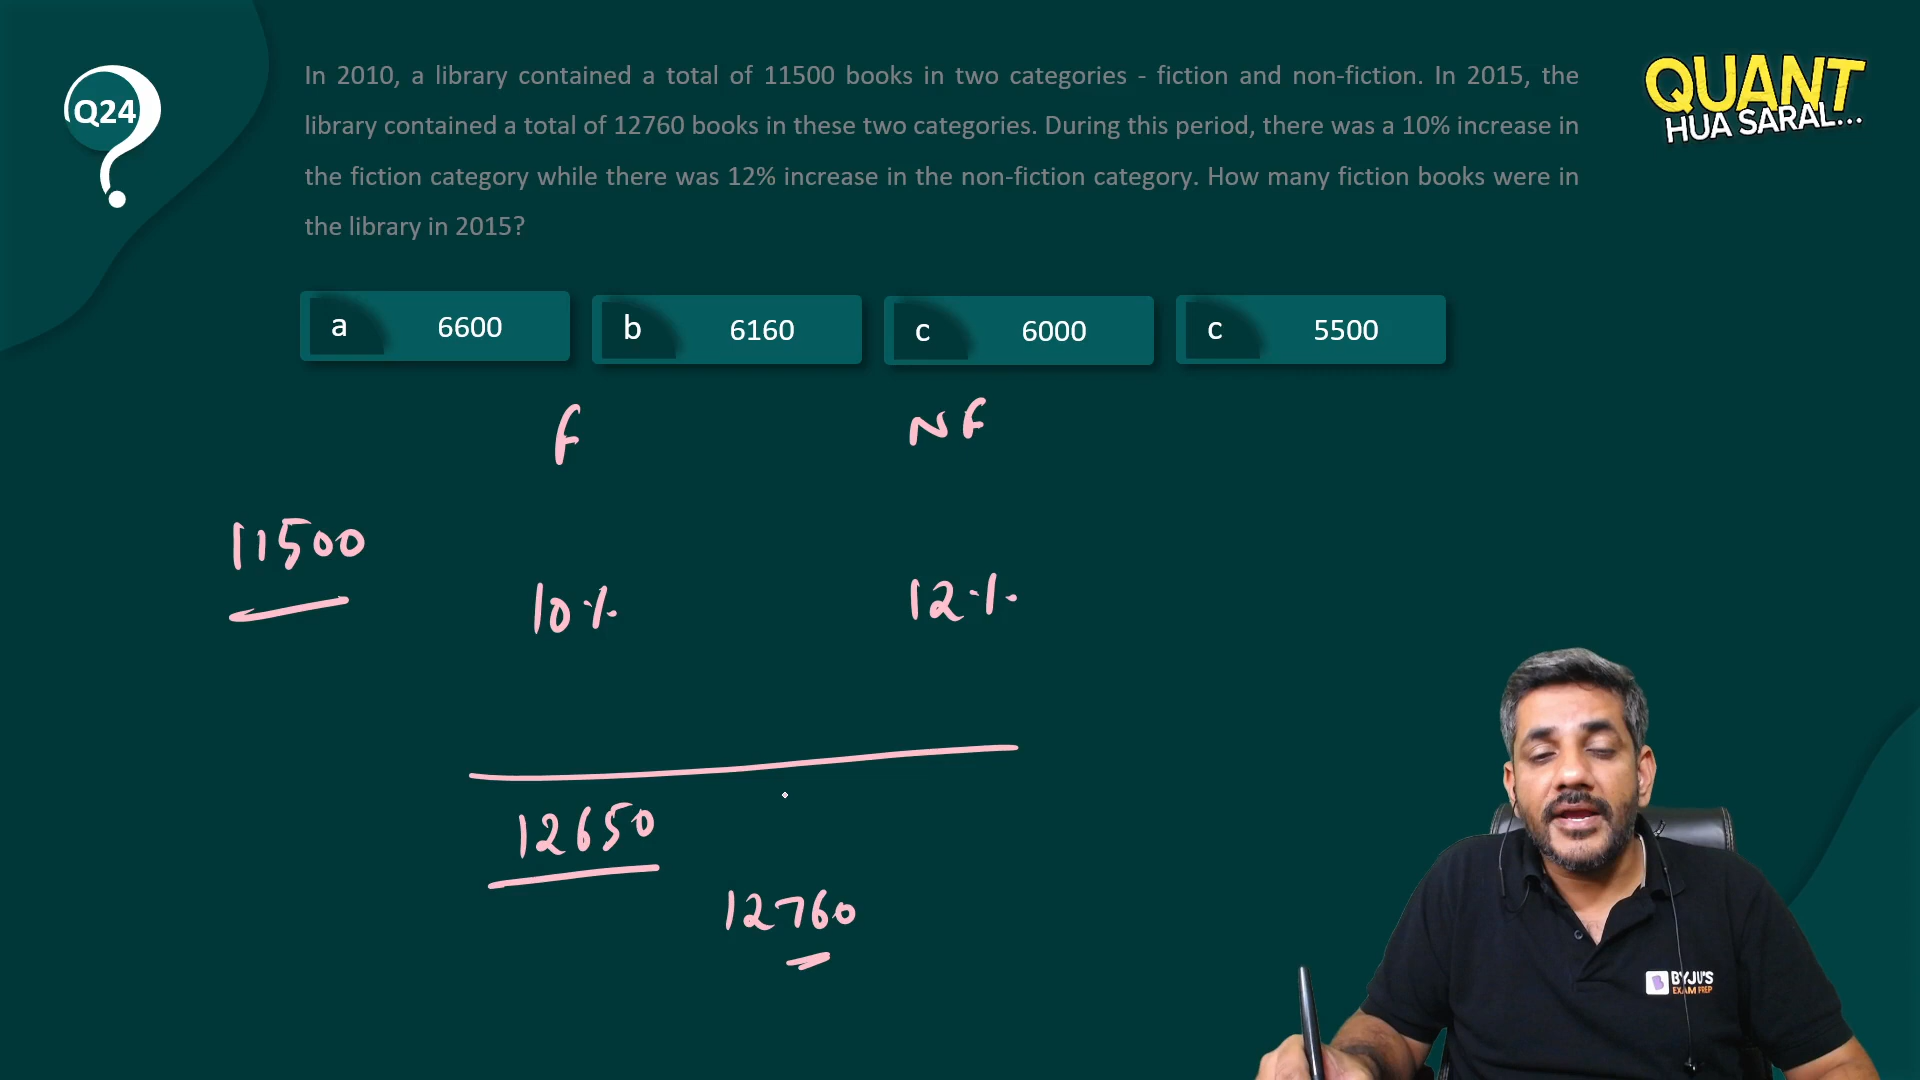 Q24
In 2010, a library contained a total of 11500 books in two categories - fiction and non-fiction. In 2015, the
library contained a total of 12760 books in these two categories. During this period, there was a 10% increase in
the fiction category while there was 12% increase in the non-fiction category. How many fiction books were in
the library in 2015?
QUANT
HUA SARAL...
a 6600 b 6160 c 6000 c 5500
F NF
11500
10% 12%
12650
12760
BYJU'S
EXAM PREP